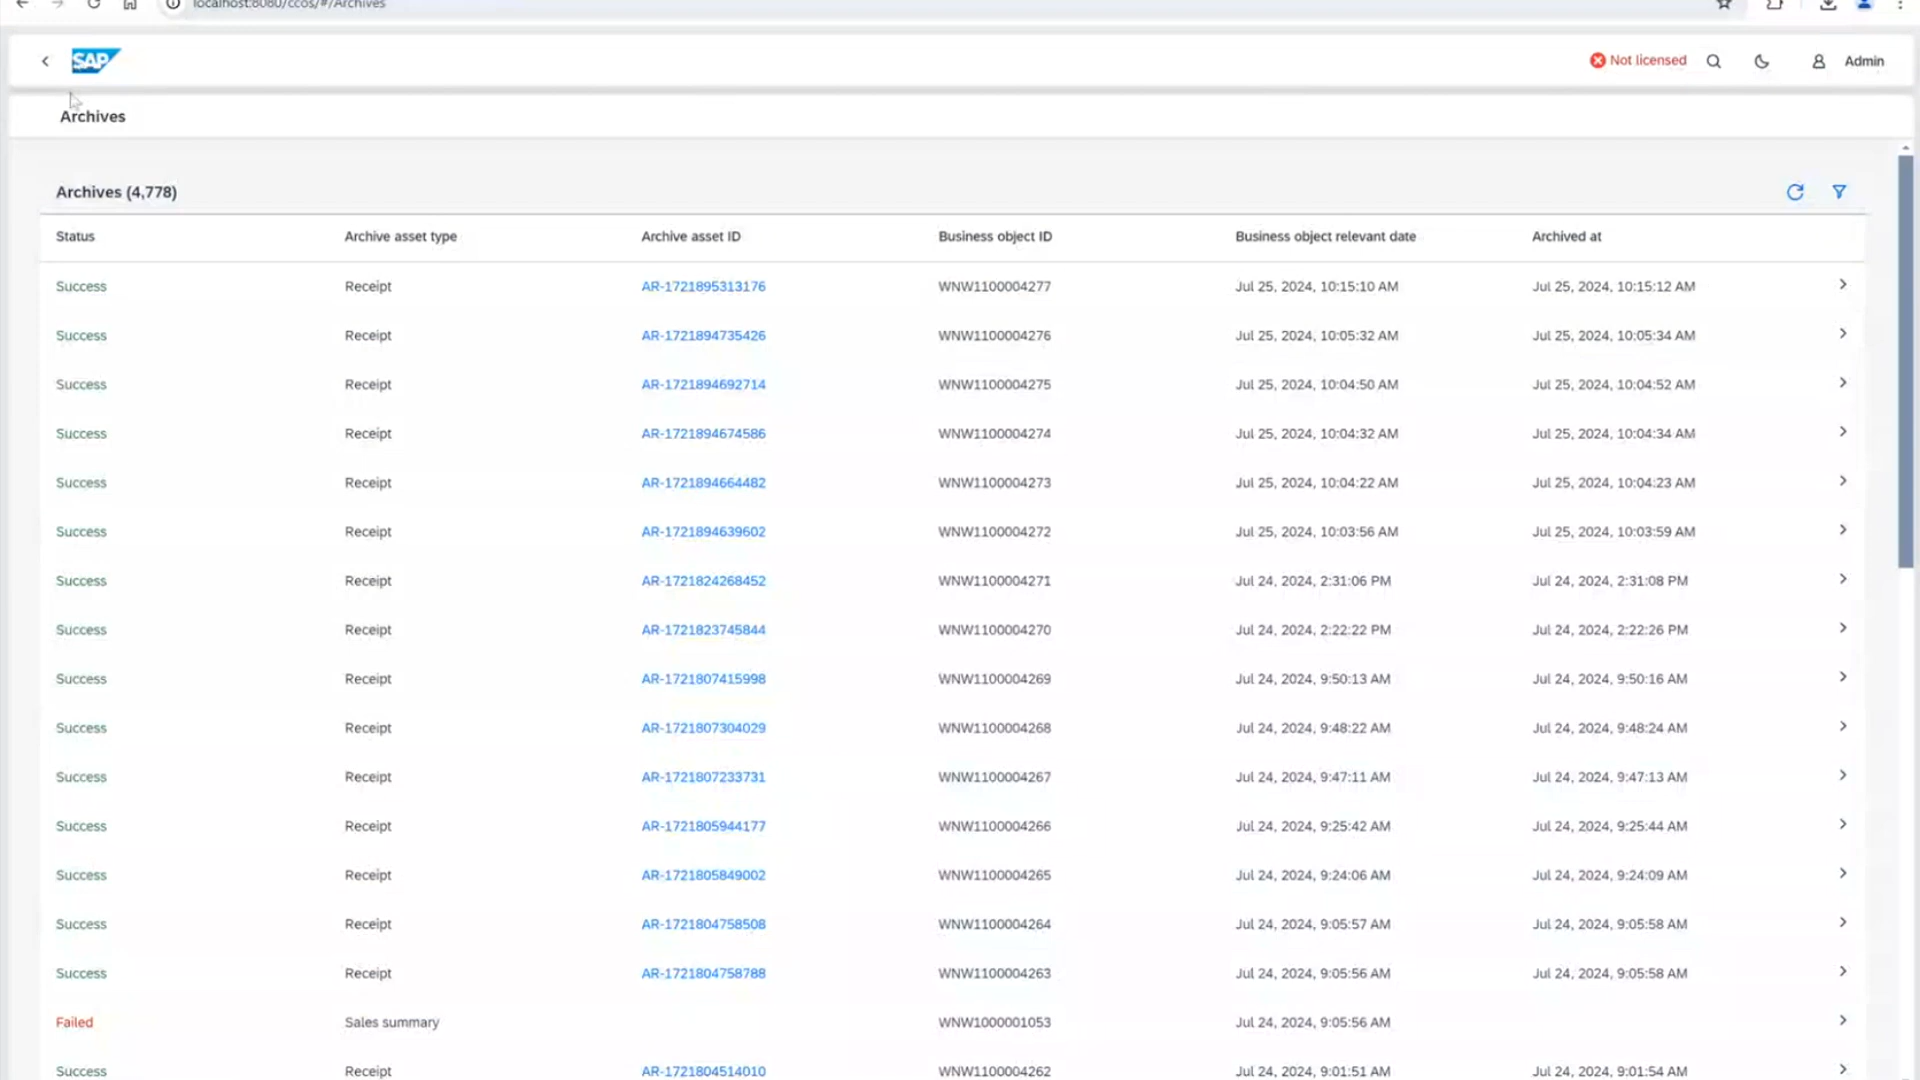 localhost:8080/ccos/#/Archives
SAP
Not licensed
Admin
Archives
Archives (4,778)
Status Archive asset type Archive asset ID Business object ID Business object relevant date Archived at
Success Receipt AR-1721895313176 WNW1100004277 Jul 25, 2024, 10:15:10 AM Jul 25, 2024, 10:15:12 AM
Success Receipt AR-1721894735426 WNW1100004276 Jul 25, 2024, 10:05:32 AM Jul 25, 2024, 10:05:34 AM
Success Receipt AR-1721894692714 WNW1100004275 Jul 25, 2024, 10:04:50 AM Jul 25, 2024, 10:04:52 AM
Success Receipt AR-1721894674586 WNW1100004274 Jul 25, 2024, 10:04:32 AM Jul 25, 2024, 10:04:34 AM
Success Receipt AR-1721894664482 WNW1100004273 Jul 25, 2024, 10:04:22 AM Jul 25, 2024, 10:04:23 AM
Success Receipt AR-1721894639602 WNW1100004272 Jul 25, 2024, 10:03:56 AM Jul 25, 2024, 10:03:59 AM
Success Receipt AR-1721824268452 WNW1100004271 Jul 24, 2024, 2:31:06 PM Jul 24, 2024, 2:31:08 PM
Success Receipt AR-1721823745844 WNW1100004270 Jul 24, 2024, 2:22:22 PM Jul 24, 2024, 2:22:26 PM
Success Receipt AR-1721807415998 WNW1100004269 Jul 24, 2024, 9:50:13 AM Jul 24, 2024, 9:50:16 AM
Success Receipt AR-1721807304029 WNW1100004268 Jul 24, 2024, 9:48:22 AM Jul 24, 2024, 9:48:24 AM
Success Receipt AR-1721807233731 WNW1100004267 Jul 24, 2024, 9:47:11 AM Jul 24, 2024, 9:47:13 AM
Success Receipt AR-1721805944177 WNW1100004266 Jul 24, 2024, 9:25:42 AM Jul 24, 2024, 9:25:44 AM
Success Receipt AR-1721805849002 WNW1100004265 Jul 24, 2024, 9:24:06 AM Jul 24, 2024, 9:24:09 AM
Success Receipt AR-1721804758508 WNW1100004264 Jul 24, 2024, 9:05:57 AM Jul 24, 2024, 9:05:58 AM
Success Receipt AR-1721804758788 WNW1100004263 Jul 24, 2024, 9:05:56 AM Jul 24, 2024, 9:05:58 AM
Failed Sales summary WNW1000001053 Jul 24, 2024, 9:05:56 AM
Success Receipt AR-1721804514010 WNW1100004262 Jul 24, 2024, 9:01:51 AM Jul 24, 2024, 9:01:54 AM